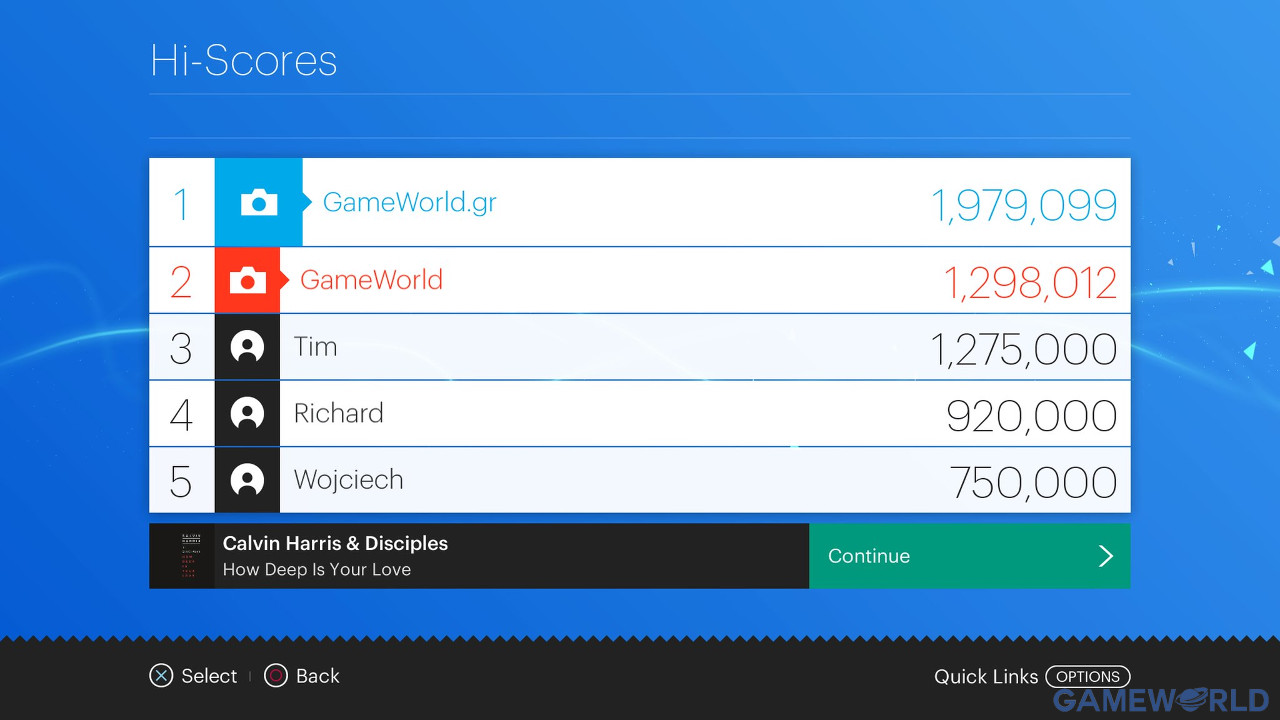 Hi-Scores
1 GameWorld.gr 1,979,099
2 GameWorld 1,298,012
3 Tim 1,275,000
4 Richard 920,000
5 Wojciech 750,000
Calvin Harris & Disciples
How Deep Is Your Love
Continue
Select Back Quick Links OPTIONS
GAMEWORLD